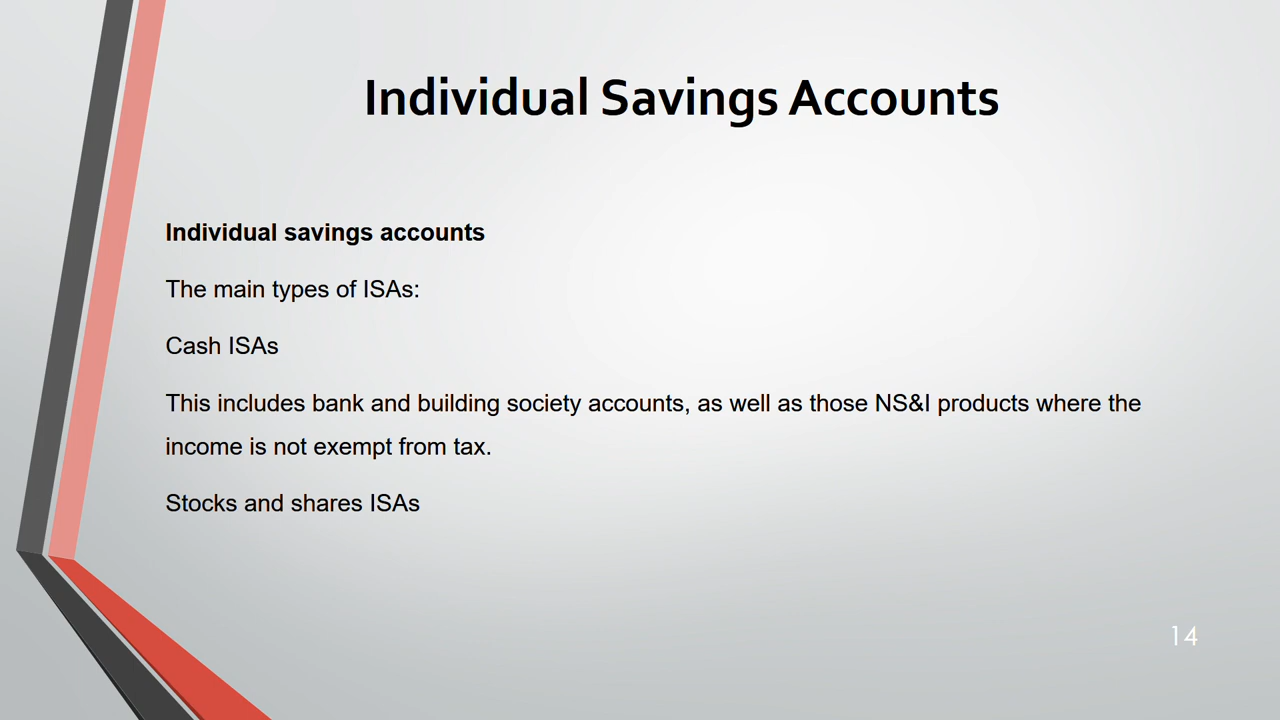 Individual Savings Accounts
Individual savings accounts
The main types of ISAs:
Cash ISAs
This includes bank and building society accounts, as well as those NS&I products where the
income is not exempt from tax.
Stocks and shares ISAs
14